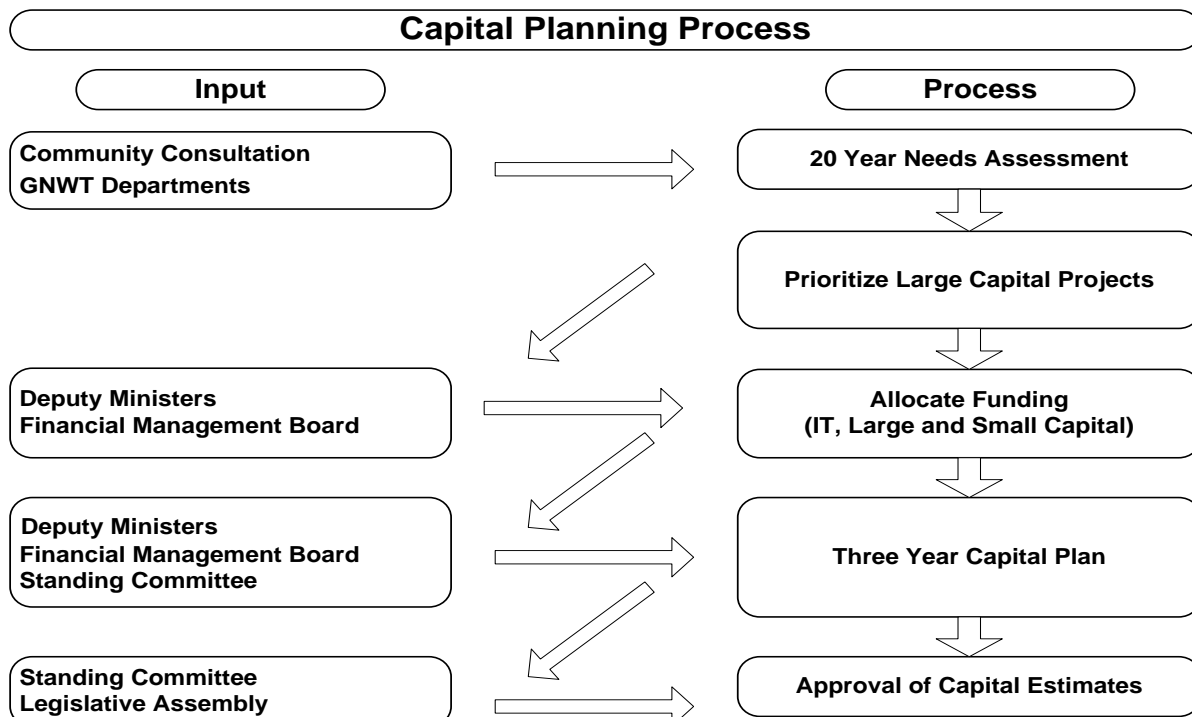 Capital Planning Process
Input
Process
Community Consultation
GNWT Departments
20 Year Needs Assessment
Prioritize Large Capital Projects
Deputy Ministers
Financial Management Board
Allocate Funding
(IT, Large and Small Capital)
Deputy Ministers
Financial Management Board
Standing Committee
Three Year Capital Plan
Standing Committee
Legislative Assembly
Approval of Capital Estimates